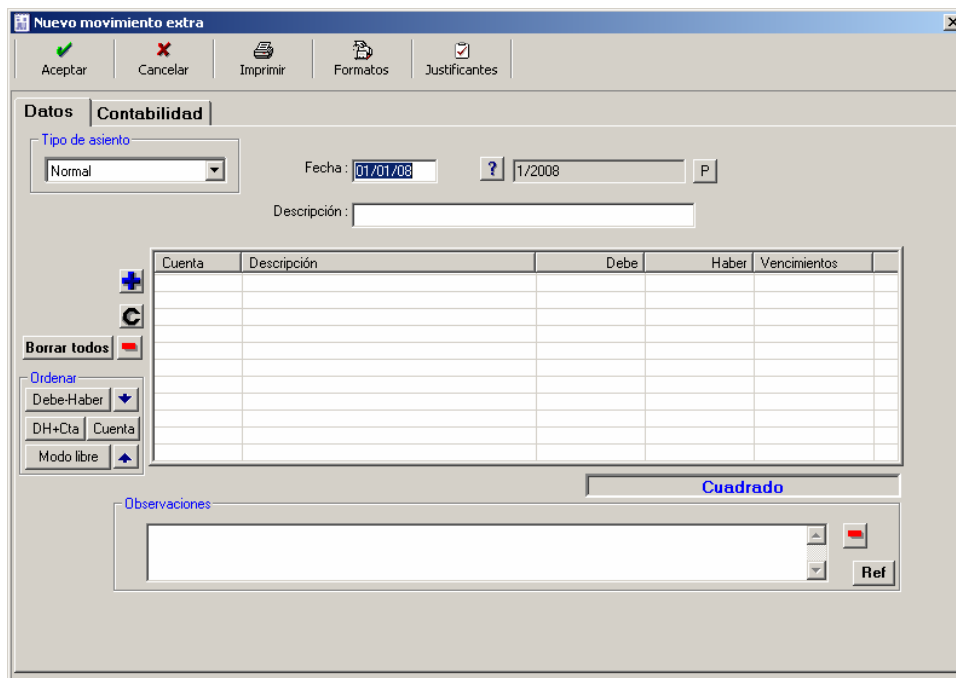 Nuevo movimiento extra
Aceptar Cancelar Imprimir Formatos Justificantes
Datos Contabilidad
Tipo de asiento
Normal Fecha : 01/01/08 ? 1/2008 P
Descripción :
Cuenta Descripción Debe Haber Vencimientos
C
Borrar todos
Ordenar
Debe-Haber
DH+Cta Cuenta
Modo libre
Cuadrado
Observaciones
Ref